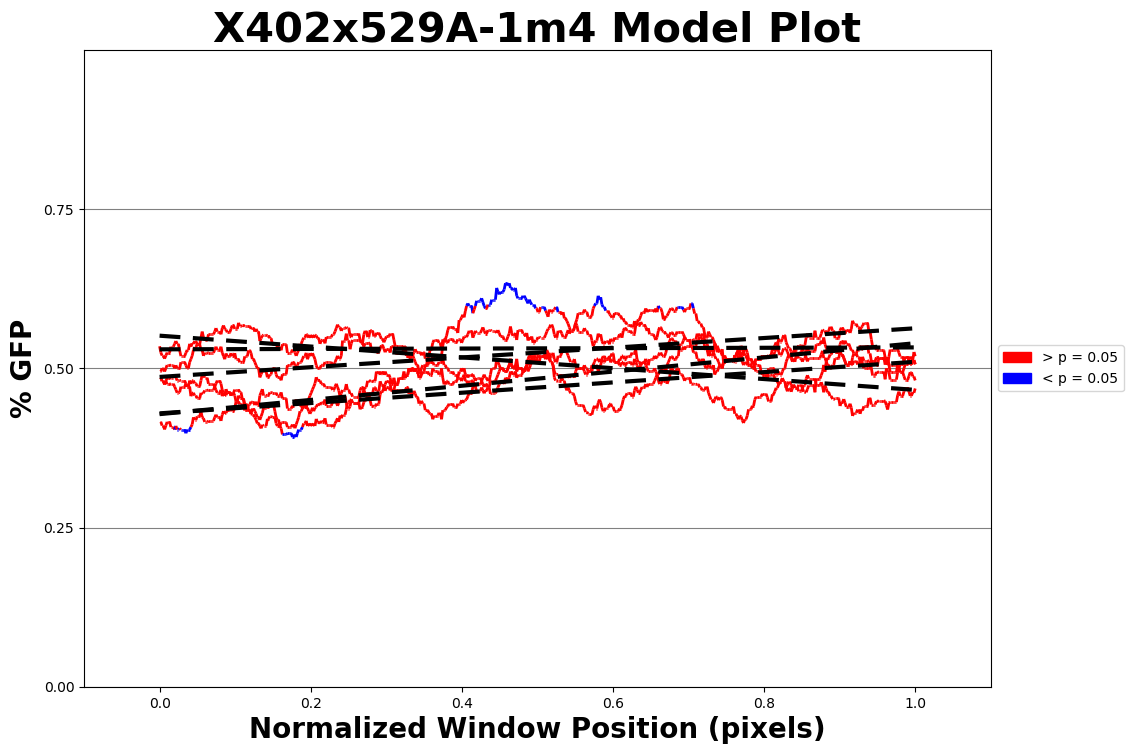 X402x529A-1m4 Model Plot
% GFP
0.75
0.50
0.25
0.00
0.0 0.2 0.4 0.6 0.8 1.0
Normalized Window Position (pixels)
> p = 0.05
< p = 0.05